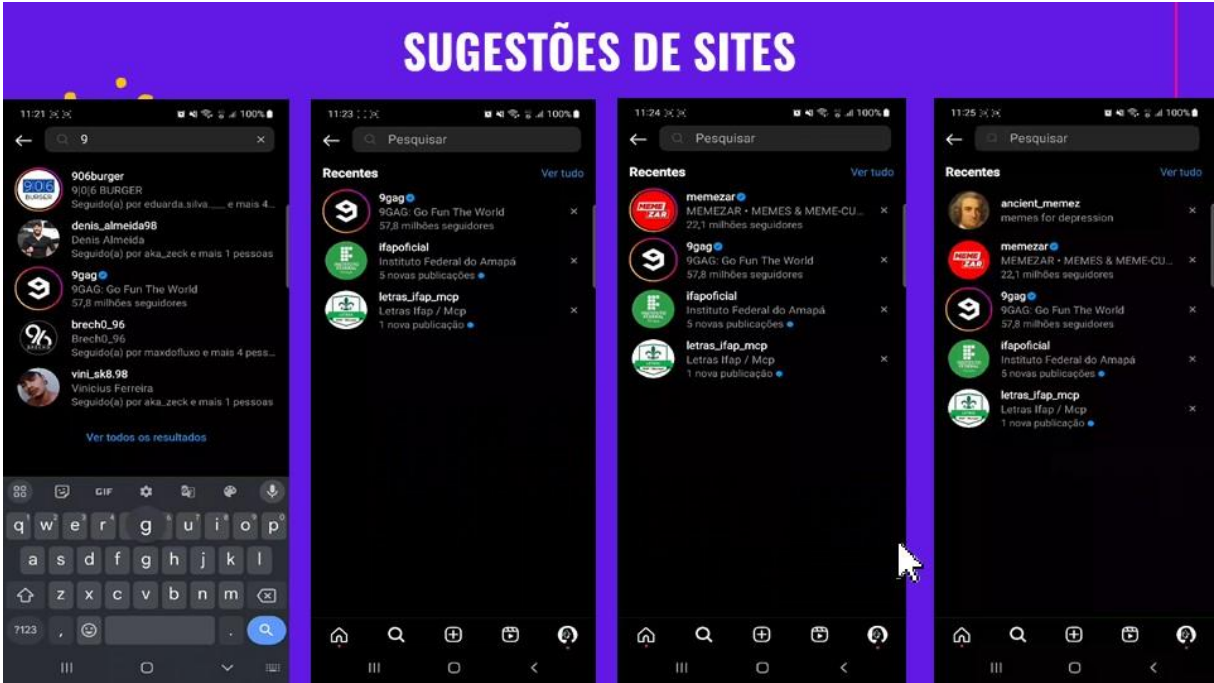 SUGESTÕES DE SITES
11:21
100%
9
906burger
9|0|6 BURGER
Seguido(a) por eduarda.silva.___ e mais 4...
denis_almeida98
Denis Almeida
Seguido(a) por aka_zeck e mais 1 pessoas
9gag
9GAG: Go Fun The World
57,8 milhões seguidores
brech0_96
Brech0_96
Seguido(a) por maxdofluxo e mais 4 pess...
vini_sk8.98
Vinicius Ferreira
Seguido(a) por aka_zeck e mais 1 pessoas
Ver todos os resultados
GIF
q w e r g u i o p
a s d f g h j k l
z x c v b n m
?123 , .
11:23
100%
Pesquisar
Recentes Ver tudo
9gag
9GAG: Go Fun The World
57,8 milhões seguidores
ifapoficial
Instituto Federal do Amapá
5 novas publicações
letras_ifap_mcp
Letras Ifap / Mcp
1 nova publicação
11:24
100%
Pesquisar
Recentes Ver tudo
MEME ZAR
memezar
MEMEZAR • MEMES & MEME-CU...
22,1 milhões seguidores
9gag
9GAG: Go Fun The World
57,8 milhões seguidores
ifapoficial
Instituto Federal do Amapá
5 novas publicações
letras_ifap_mcp
Letras Ifap / Mcp
1 nova publicação
11:25
100%
Pesquisar
Recentes Ver tudo
ancient_memez
memes for depression
MEME ZAR
memezar
MEMEZAR • MEMES & MEME-CU...
22,1 milhões seguidores
9gag
9GAG: Go Fun The World
57,8 milhões seguidores
ifapoficial
Instituto Federal do Amapá
5 novas publicações
letras_ifap_mcp
Letras Ifap / Mcp
1 nova publicação